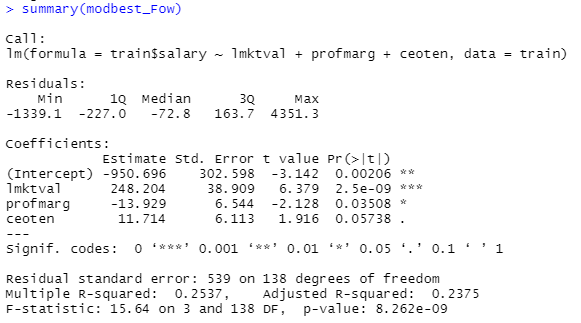 > summary(modbest_Fow)
Call:
lm(formula = train$salary ~ lmktval + profmarg + ceoten, data = train)
Residuals:
    Min      1Q  Median      3Q     Max
-1339.1  -227.0   -72.8   163.7  4351.3
Coefficients:
            Estimate Std. Error t value Pr(>|t|)
(Intercept) -950.696    302.598  -3.142  0.00206 **
lmktval      248.204     38.909   6.379  2.5e-09 ***
profmarg     -13.929      6.544  -2.128  0.03508 *
ceoten        11.714      6.113   1.916  0.05738 .
---
Signif. codes:  0 ‘***’ 0.001 ‘**’ 0.01 ‘*’ 0.05 ‘.’ 0.1 ‘ ’ 1
Residual standard error: 539 on 138 degrees of freedom
Multiple R-squared:  0.2537,    Adjusted R-squared:  0.2375
F-statistic: 15.64 on 3 and 138 DF,  p-value: 8.262e-09